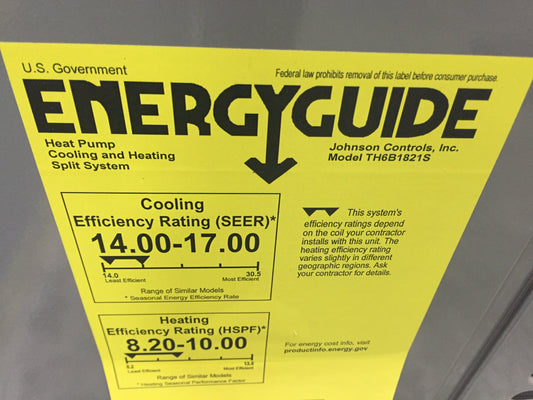 U.S. Government
Federal law prohibits removal of this label before consumer purchase.
ENERGYGUIDE
Heat Pump
Cooling and Heating
Split System
Johnson Controls, Inc.
Model TH6B1821S
Cooling
Efficiency Rating (SEER)*
14.00-17.00
14.0 30.5
Least Efficient Most Efficient
Range of Similar Models
* Seasonal Energy Efficiency Rate
This system's
efficiency ratings depend
on the coil your contractor
installs with this unit. The
heating efficiency rating
varies slightly in different
geographic regions. Ask
your contractor for details.
Heating
Efficiency Rating (HSPF)*
8.20-10.00
8.2
Least Efficient Most Efficient
Range of Similar Models
* Heating Seasonal Performance Factor
For energy cost info, visit
productinfo.energy.gov